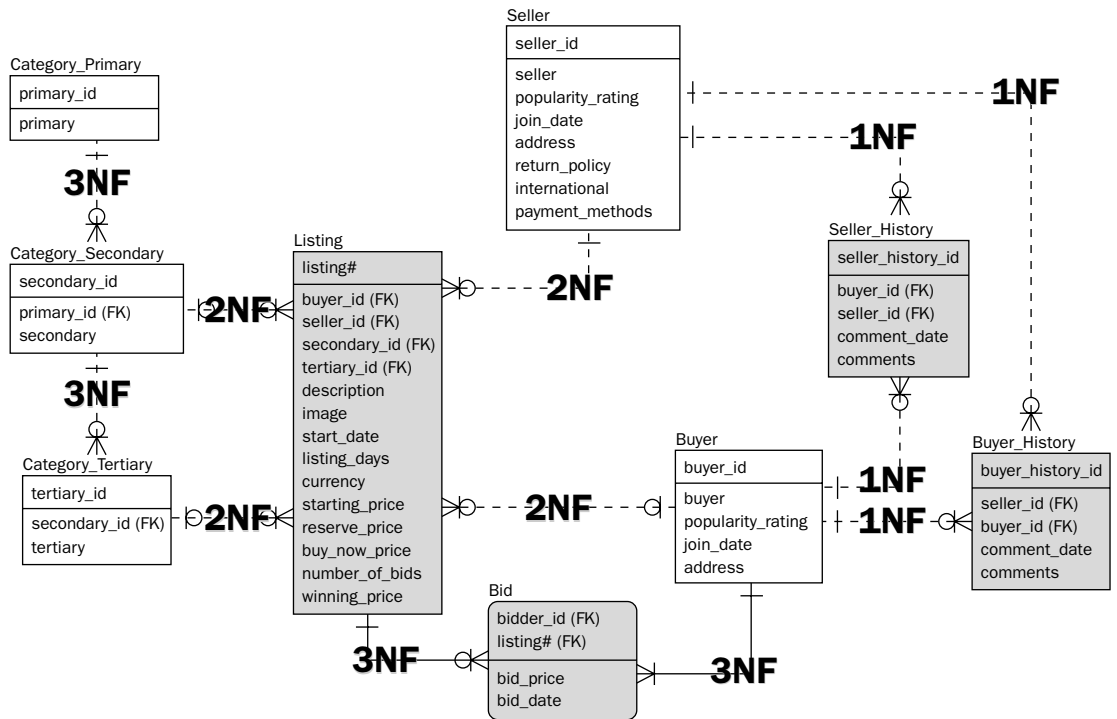 Seller
seller_id
seller
popularity_rating
join_date
address
return_policy
international
payment_methods
Category_Primary
primary_id
primary
1NF
1NF
3NF
Seller_History
seller_history_id
buyer_id (FK)
seller_id (FK)
comment_date
comments
Category_Secondary
secondary_id
primary_id (FK)
secondary
2NF
Listing
listing#
buyer_id (FK)
seller_id (FK)
secondary_id (FK)
tertiary_id (FK)
description
image
start_date
listing_days
currency
starting_price
reserve_price
buy_now_price
number_of_bids
winning_price
2NF
3NF
Category_Tertiary
tertiary_id
secondary_id (FK)
tertiary
2NF
2NF
Buyer
buyer_id
buyer
popularity_rating
join_date
address
1NF
1NF
Buyer_History
buyer_history_id
seller_id (FK)
buyer_id (FK)
comment_date
comments
Bid
bidder_id (FK)
listing# (FK)
bid_price
bid_date
3NF
3NF